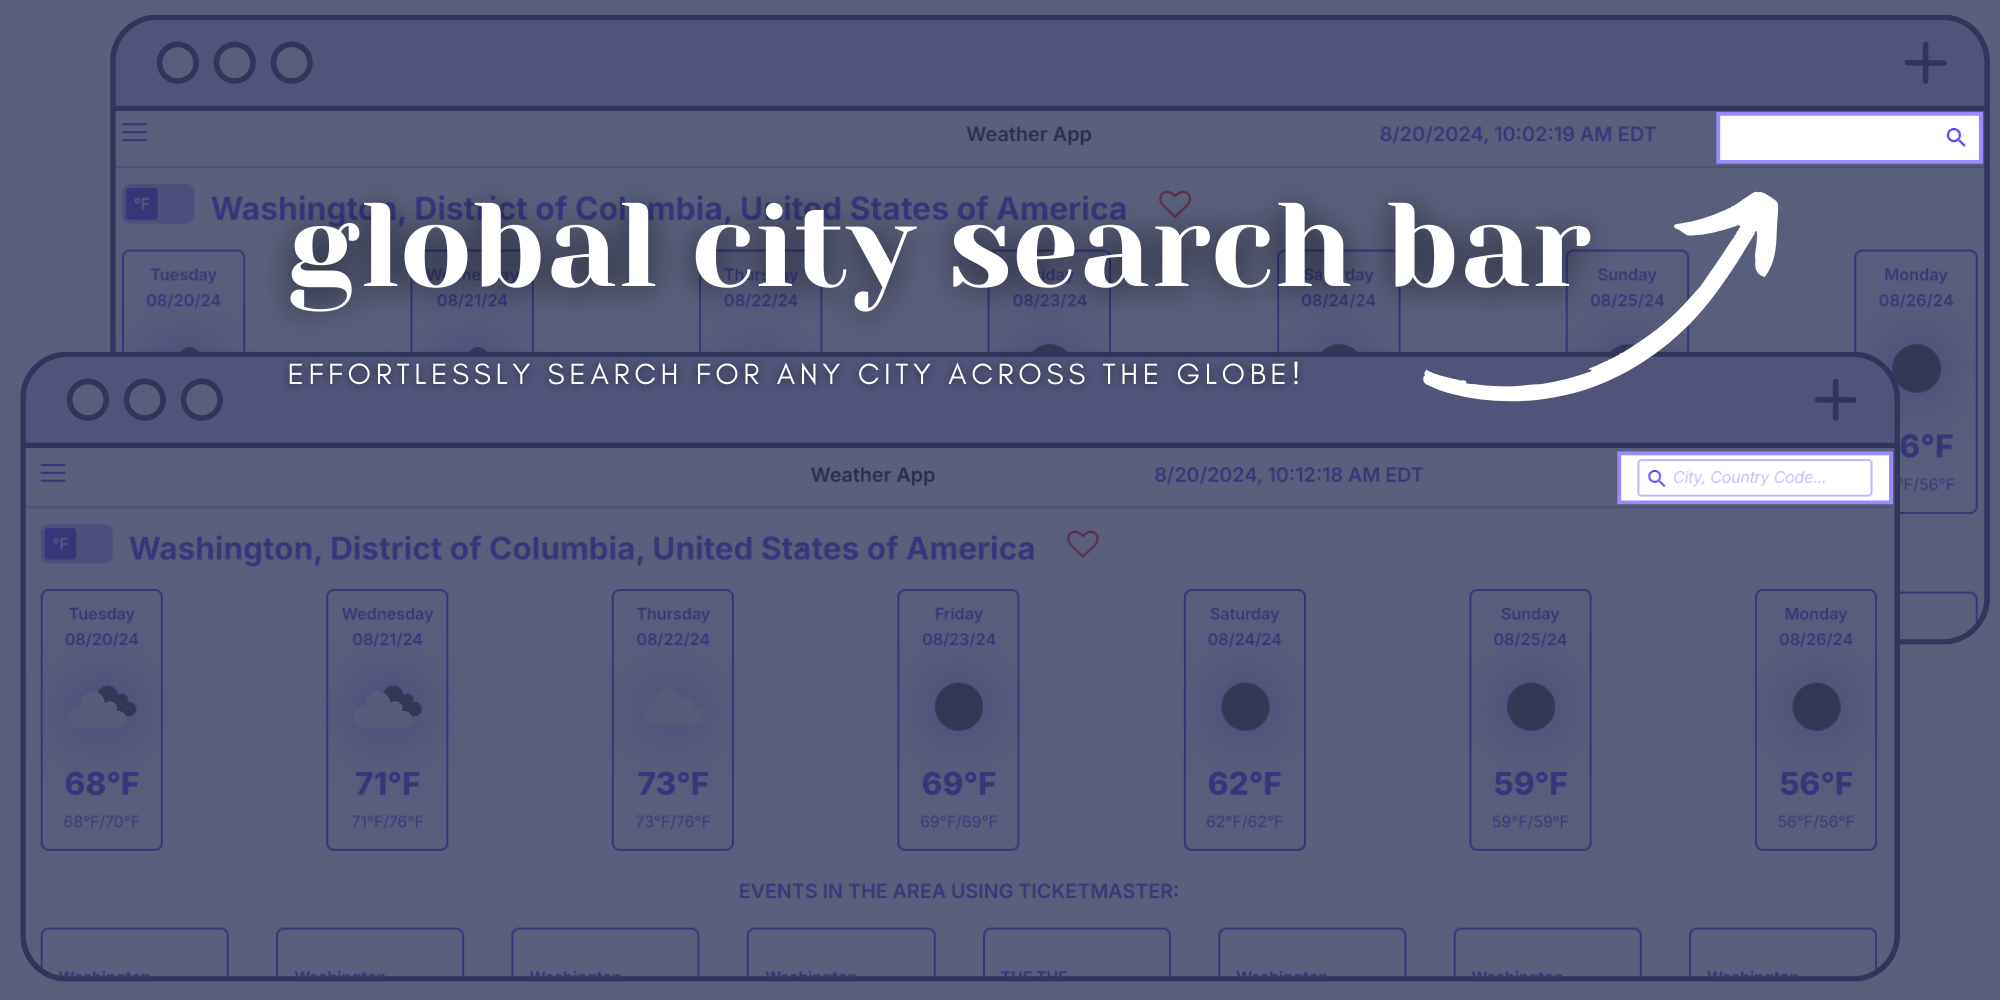 Weather App
8/20/2024, 10:02:19 AM EDT
°F
Washington, District of Columbia, United States of America
global city search bar
Tuesday
08/20/24
Wednesday
08/21/24
Thursday
08/22/24
Friday
08/23/24
Saturday
08/24/24
Sunday
08/25/24
Monday
08/26/24
6°F
°F/56°F
EFFORTLESSLY SEARCH FOR ANY CITY ACROSS THE GLOBE!
Weather App
8/20/2024, 10:12:18 AM EDT
City, Country Code...
°F
Washington, District of Columbia, United States of America
Tuesday
08/20/24
68°F
68°F/70°F
Wednesday
08/21/24
71°F
71°F/76°F
Thursday
08/22/24
73°F
73°F/76°F
Friday
08/23/24
69°F
69°F/69°F
Saturday
08/24/24
62°F
62°F/62°F
Sunday
08/25/24
59°F
59°F/59°F
Monday
08/26/24
56°F
56°F/56°F
EVENTS IN THE AREA USING TICKETMASTER:
Washington
Washington
Washington
Washington
THE THE
Washington
Washington
Washington